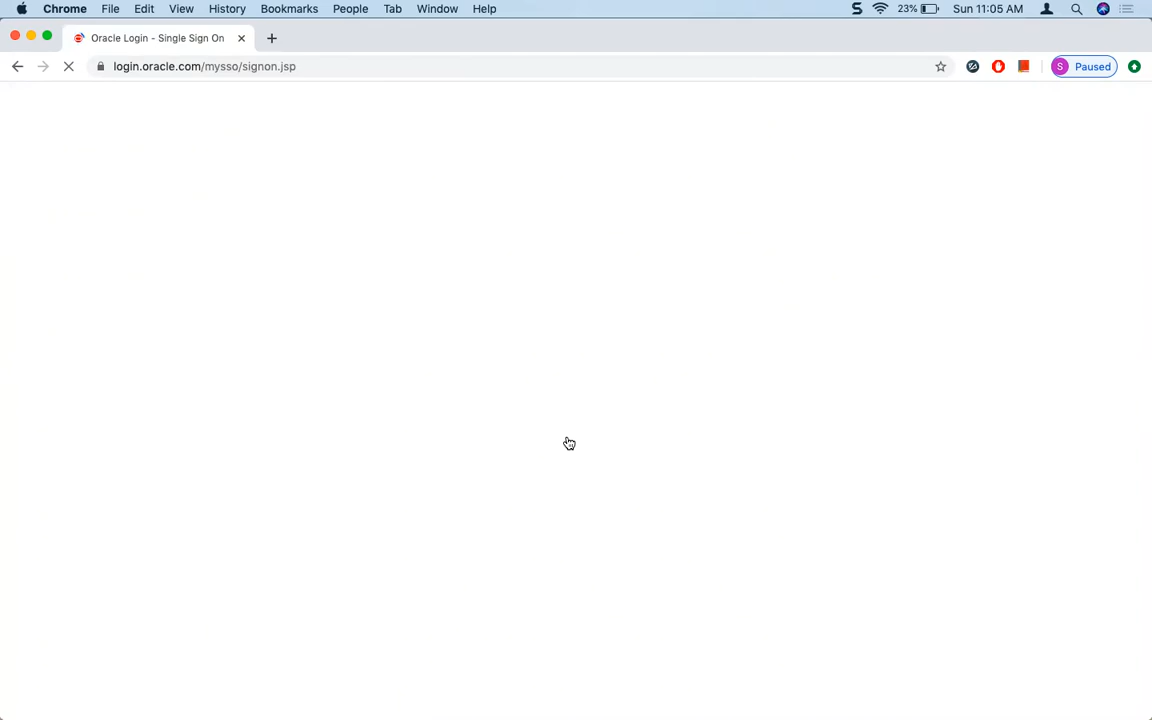 Chrome File Edit View History Bookmarks People Tab Window Help 23% Sun 11:05 AM
Oracle Login - Single Sign On
login.oracle.com/mysso/signon.jsp S Paused